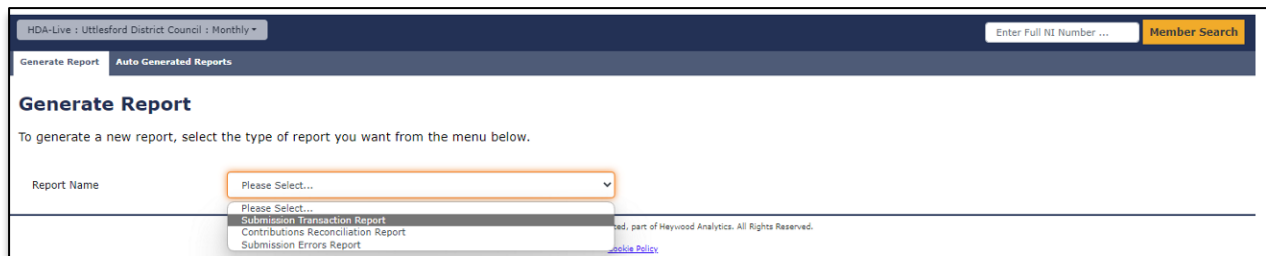 HDA-Live : Uttlesford District Council : Monthly
Enter Full NI Number ...
Member Search
Generate Report
Auto Generated Reports
Generate Report
To generate a new report, select the type of report you want from the menu below.
Report Name
Please Select...
Please Select...
Submission Transaction Report
Contributions Reconciliation Report
Submission Errors Report
part of Heywood Analytics. All Rights Reserved.
Cookie Policy